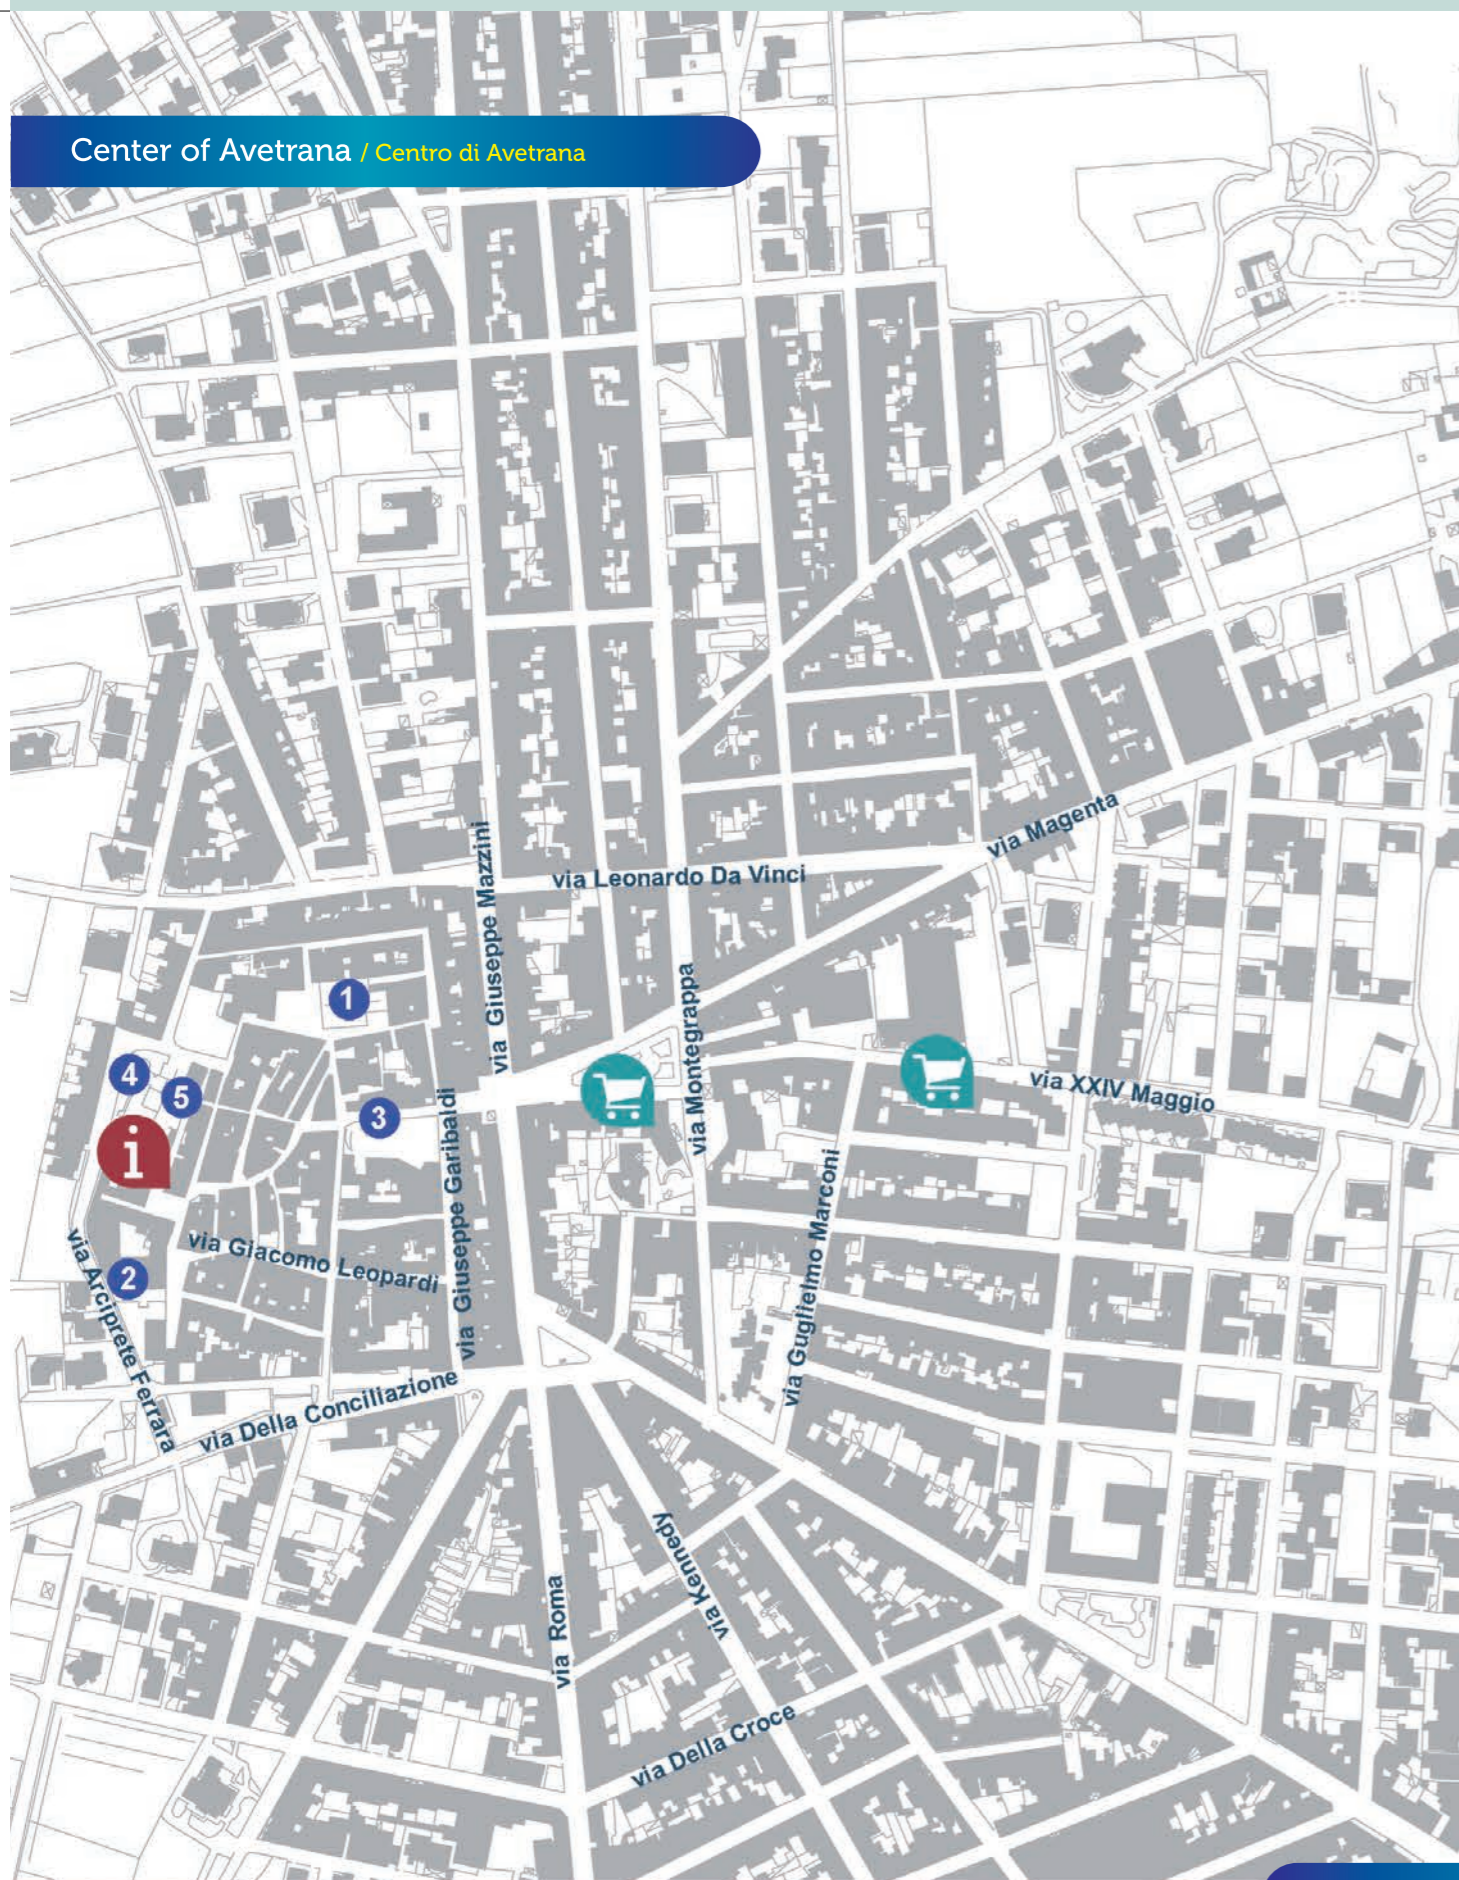 Center of Avetrana / Centro di Avetrana
via Magenta
via Leonardo Da Vinci
via Giuseppe Mazzini
1
via Montegrappa
4
5
3
via XXIV Maggio
i
via Giuseppe Garibaldi
via Guglielmo Marconi
via Giacomo Leopardi
2
via Arciprete Ferrara
via Della Conciliazione
via Kennedy
via Roma
via Della Croce